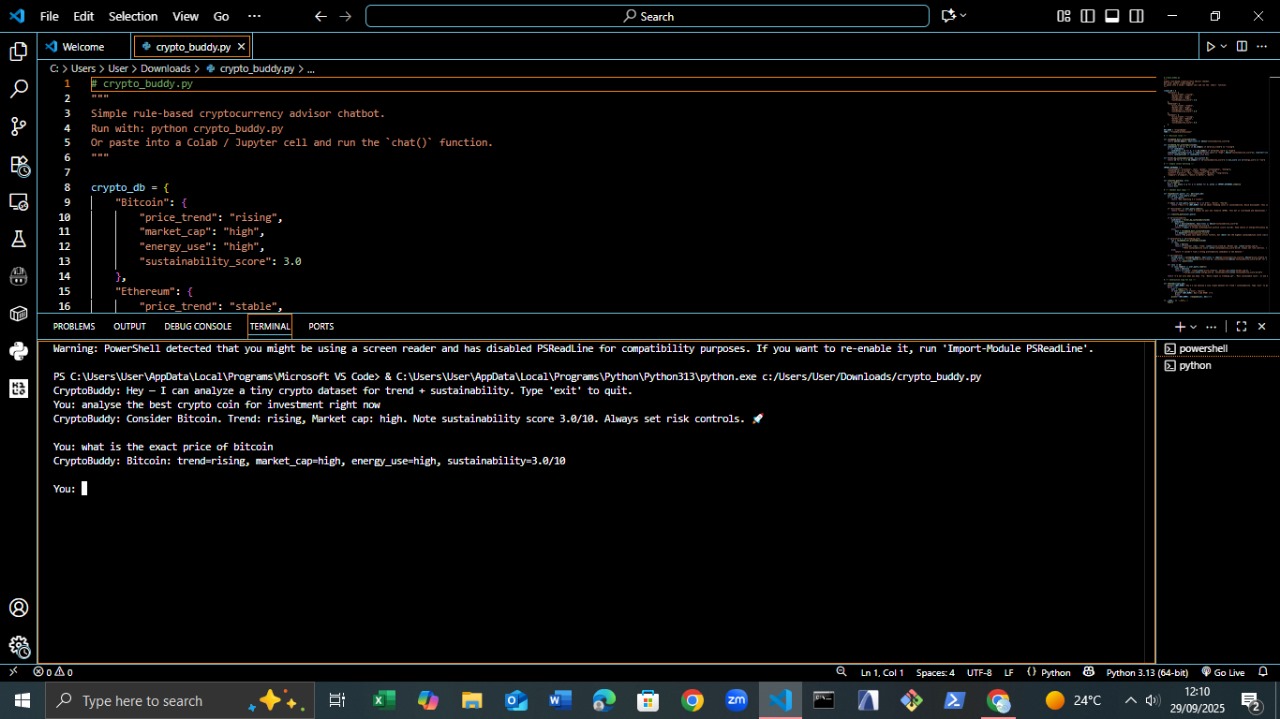 File Edit Selection View Go ··· Search
Welcome crypto_buddy.py
C: > Users > User > Downloads > crypto_buddy.py > ...
1 # crypto_buddy.py
2 """
3 Simple rule-based cryptocurrency advisor chatbot.
4 Run with: python crypto_buddy.py
5 Or paste into a Colab / Jupyter cell and run the `chat()` function.
6 """
7
8 crypto_db = {
9 "Bitcoin": {
10 "price_trend": "rising",
11 "market_cap": "high",
12 "energy_use": "high",
13 "sustainability_score": 3.0
14 },
15 "Ethereum": {
16 "price_trend": "stable",
PROBLEMS OUTPUT DEBUG CONSOLE TERMINAL PORTS
Warning: PowerShell detected that you might be using a screen reader and has disabled PSReadLine for compatibility purposes. If you want to re-enable it, run 'Import-Module PSReadLine'.
PS C:\Users\User\AppData\Local\Programs\Microsoft VS Code> & C:\Users\User\AppData\Local\Programs\Python\Python313\python.exe c:/Users/User/Downloads/crypto_buddy.py
CryptoBuddy: Hey — I can analyze a tiny crypto dataset for trend + sustainability. Type 'exit' to quit.
You: analyse the best crypto coin for investment right now
CryptoBuddy: Consider Bitcoin. Trend: rising, Market cap: high. Note sustainability score 3.0/10. Always set risk controls. 🚀
You: what is the exact price of bitcoin
CryptoBuddy: Bitcoin: trend=rising, market_cap=high, energy_use=high, sustainability=3.0/10
You:
powershell
python
0 0 Ln 1, Col 1 Spaces: 4 UTF-8 LF {} Python Python 3.13 (64-bit) Go Live
Type here to search 24°C 12:10
29/09/2025 2